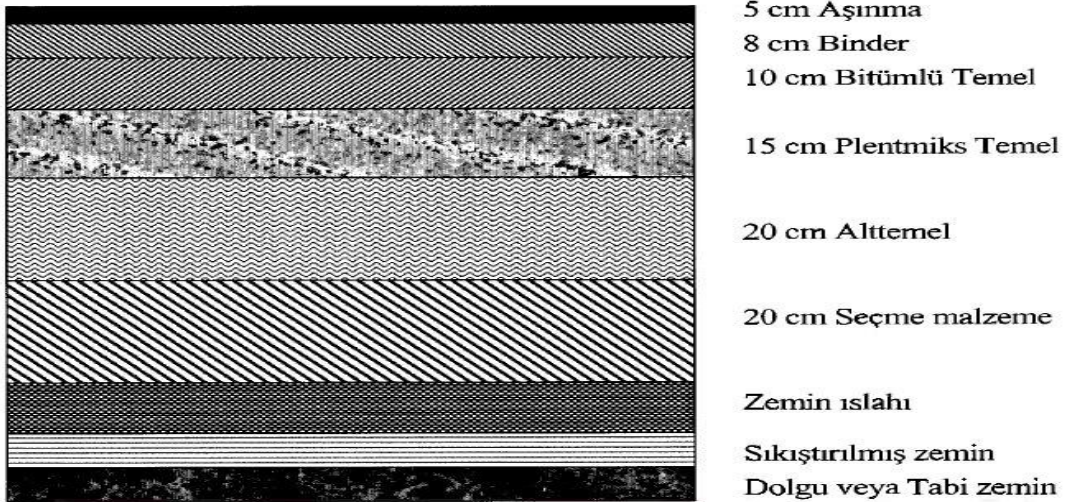 5 cm Aşınma
8 cm Binder
10 cm Bitümlü Temel
15 cm Plentmiks Temel
20 cm Alttemel
20 cm Seçme malzeme
Zemin ıslahı
Sıkıştırılmış zemin
Dolgu veya Tabi zemin